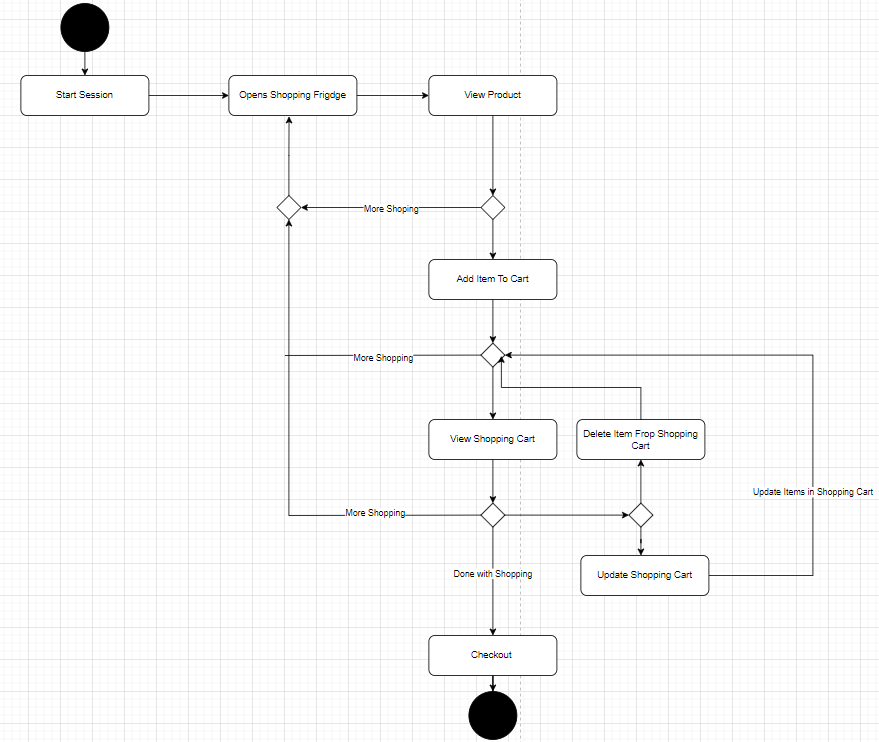 Start Session
Opens Shopping Frigdge
View Product
More Shoping
Add Item To Cart
More Shopping
View Shopping Cart
Delete Item Frop Shopping
Cart
Update Items in Shopping Cart
More Shopping
Done with Shopping
Update Shopping Cart
Checkout